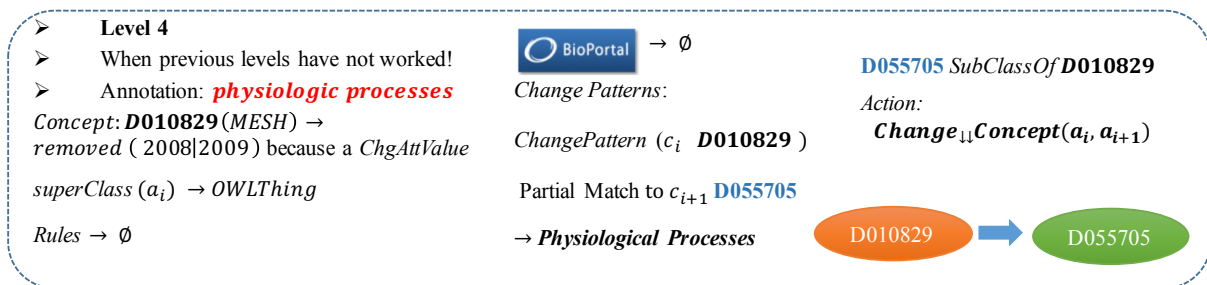 ➢ Level 4
➢ When previous levels have not worked!
➢ Annotation: physiologic processes
Concept: D010829(MESH) →
removed ( 2008|2009) because a ChgAttValue
superClass (aᵢ) → OWLThing
Rules → ∅
BioPortal → ∅
Change Patterns:
ChangePattern (cᵢ D010829 )
Partial Match to cᵢ₊₁ D055705
→ Physiological Processes
D055705 SubClassOf D010829
Action:
Change↓↓Concept(aᵢ, aᵢ₊₁)
D010829
D055705